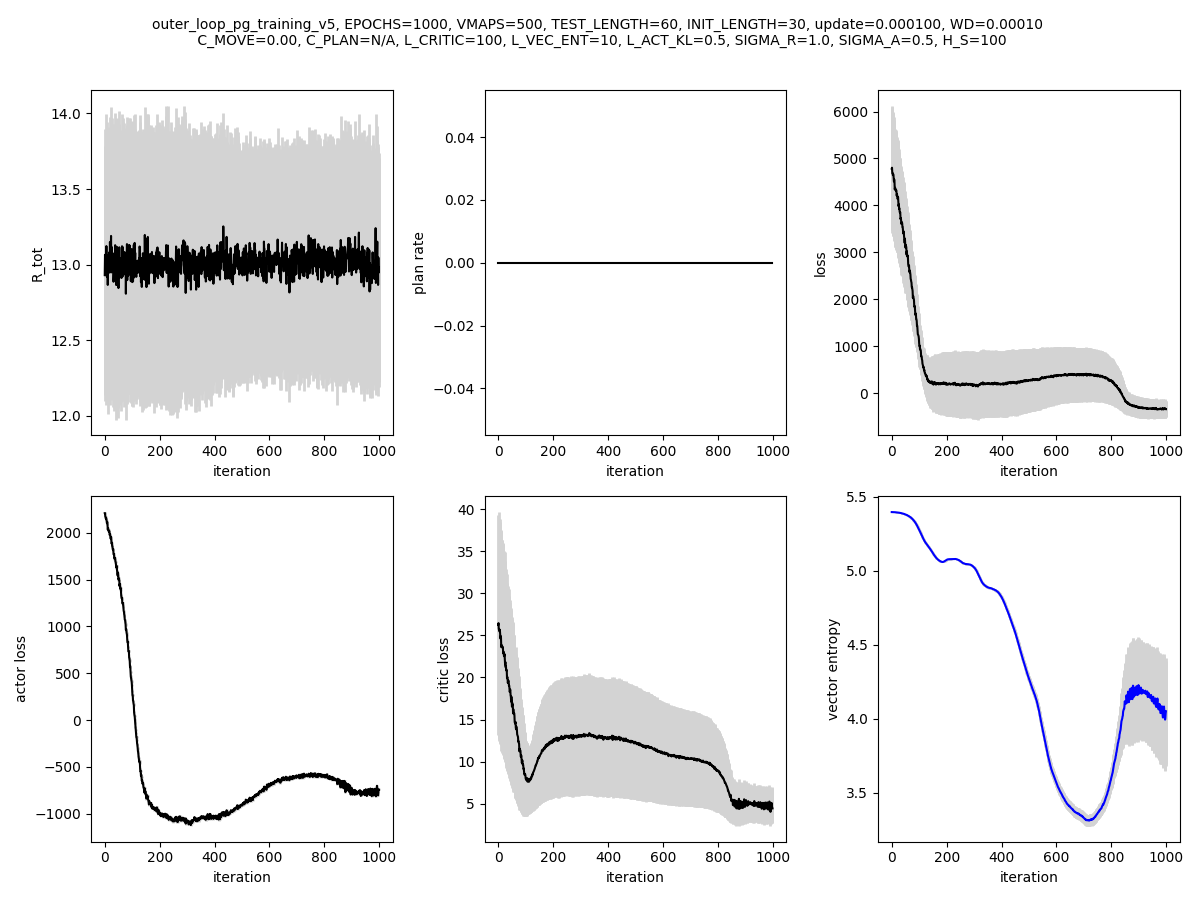 outer_loop_pg_training_v5, EPOCHS=1000, VMAPS=500, TEST_LENGTH=60, INIT_LENGTH=30, update=0.000100, WD=0.00010
C_MOVE=0.00, C_PLAN=N/A, L_CRITIC=100, L_VEC_ENT=10, L_ACT_KL=0.5, SIGMA_R=1.0, SIGMA_A=0.5, H_S=100
14.0
13.5
13.0
12.5
12.0
R_tot
0 200 400 600 800 1000
iteration
0.04
0.02
0.00
−0.02
−0.04
plan rate
0 200 400 600 800 1000
iteration
6000
5000
4000
3000
2000
1000
0
loss
0 200 400 600 800 1000
iteration
2000
1500
1000
500
0
−500
−1000
actor loss
0 200 400 600 800 1000
iteration
40
35
30
25
20
15
10
5
critic loss
0 200 400 600 800 1000
iteration
5.5
5.0
4.5
4.0
3.5
vector entropy
0 200 400 600 800 1000
iteration